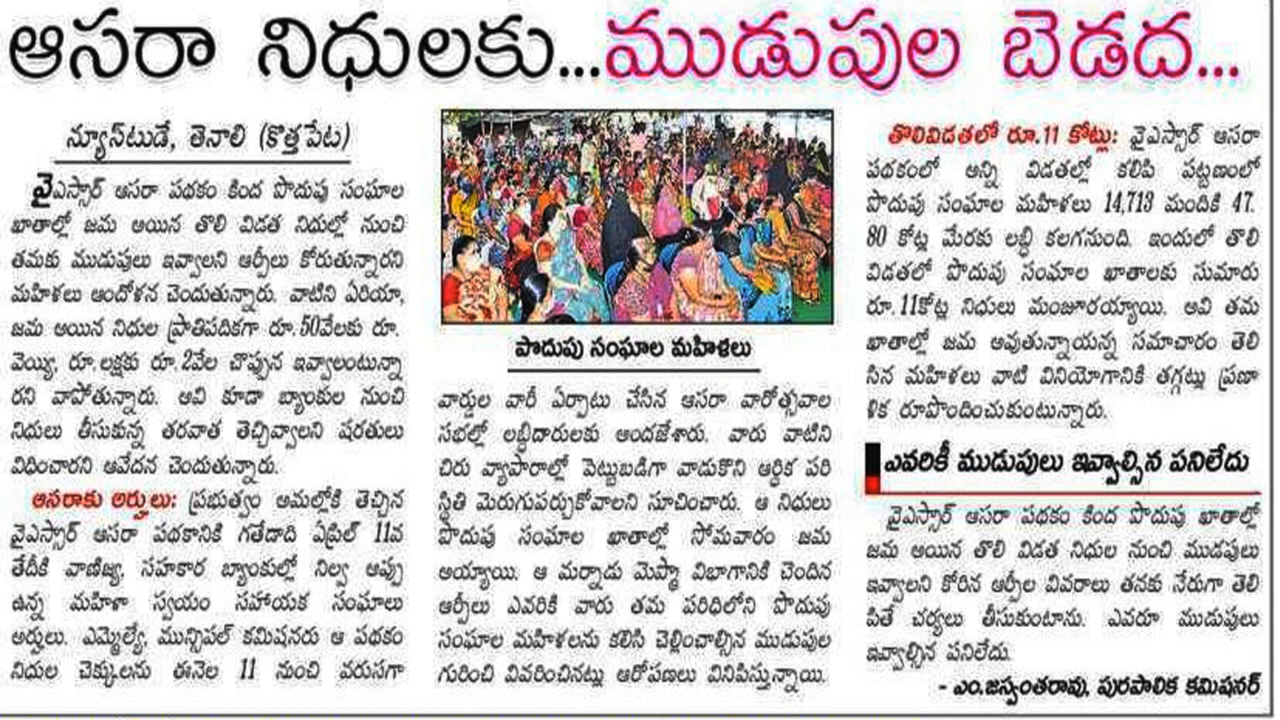 ఆసరా నిధులకు...ముడుపుల బెడద...
న్యూస్‌టుడే, తెనాలి (కొత్తపేట)
వైఎస్సార్ ఆసరా పథకం కింద పొదుపు సంఘాల
ఖాతాల్లో జమ అయిన తొలి విడత నిధుల్లో నుంచి
తమకు ముడుపులు ఇవ్వాలని ఆర్పీలు కోరుతున్నారని
మహిళలు ఆందోళన చెందుతున్నారు. వాటిని ఏరియా,
జమ అయిన నిధుల ప్రాతిపదికగా రూ.50వేలకు రూ.
వెయ్యి, రూ.లక్షకు రూ.2వేల చొప్పున ఇవ్వాలంటున్నా
రని వాపోతున్నారు. అవి కూడా బ్యాంకుల నుంచి
నిధులు తీసుకున్న తరవాత తెచ్చివ్వాలని షరతులు
విధించారని ఆవేదన చెందుతున్నారు.
ఆసరాకు అర్హులు: ప్రభుత్వం అమల్లోకి తెచ్చిన
వైఎస్సార్ ఆసరా పథకానికి గతేడాది ఏప్రిల్ 11వ
తేదీకి వాణిజ్య, సహకార బ్యాంకుల్లో నిల్వ అప్పు
ఉన్న మహిళా స్వయం సహాయక సంఘాలు
అర్హులు. ఎమ్మెల్యే, మున్సిపల్ కమిషనరు ఆ పథకం
నిధుల చెక్కులను ఈనెల 11 నుంచి వరుసగా
పొదుపు సంఘాల మహిళలు
వార్డుల వారీ ఏర్పాటు చేసిన ఆసరా వారోత్సవాల
సభల్లో లబ్ధిదారులకు అందజేశారు. వారు వాటిని
చిరు వ్యాపారాల్లో పెట్టుబడిగా వాడుకొని ఆర్థిక పరి
స్థితి మెరుగుపర్చుకోవాలని సూచించారు. ఆ నిధులు
పొదుపు సంఘాల ఖాతాల్లో సోమవారం జమ
అయ్యాయి. ఆ మర్నాడు మెప్మా విభాగానికి చెందిన
ఆర్పీలు ఎవరికి వారు తమ పరిధిలోని పొదుపు
సంఘాల మహిళలను కలిసి చెల్లించాల్సిన ముడుపుల
గురించి వివరించినట్లు ఆరోపణలు వినిపిస్తున్నాయి.
తొలివిడతలో రూ.11 కోట్లు: వైఎస్సార్ ఆసరా
పథకంలో అన్ని విడతల్లో కలిపి పట్టణంలో
పొదుపు సంఘాల మహిళలు 14,713 మందికి 47.
80 కోట్ల మేరకు లబ్ధి కలగనుంది. ఇందులో తొలి
విడతలో పొదుపు సంఘాల ఖాతాలకు సుమారు
రూ.11కోట్ల నిధులు మంజూరయ్యాయి. అవి తమ
ఖాతాల్లో జమ అవుతున్నాయన్న సమాచారం తెలి
సిన మహిళలు వాటి వినియోగానికి తగ్గట్లు ప్రణా
ళిక రూపొందించుకుంటున్నారు.
ఎవరికీ ముడుపులు ఇవ్వాల్సిన పనిలేదు
వైఎస్సార్ ఆసరా పథకం కింద పొదుపు ఖాతాల్లో
జమ అయిన తొలి విడత నిధుల నుంచి ముడపులు
ఇవ్వాలని కోరిన ఆర్పీల వివరాలు తనకు నేరుగా తెలి
పితే చర్యలు తీసుకుంటాను. ఎవరూ ముడుపులు
ఇవ్వాల్సిన పనిలేదు.
- ఎం.జస్వంతరావు, పురపాలిక కమిషనర్